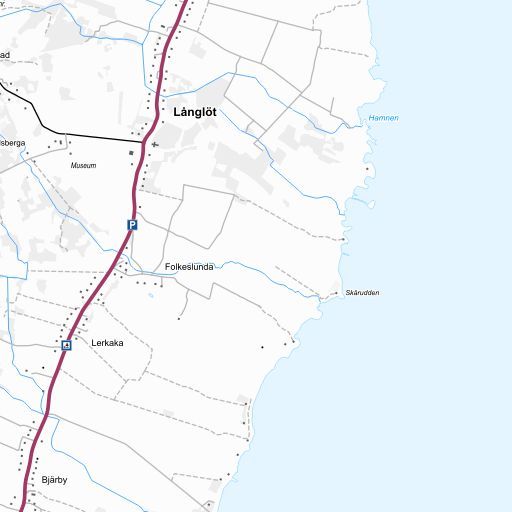 Långlöt
Hamnen
Museum
P
Folkeslunda
Skärudden
Lerkaka
Bjärby